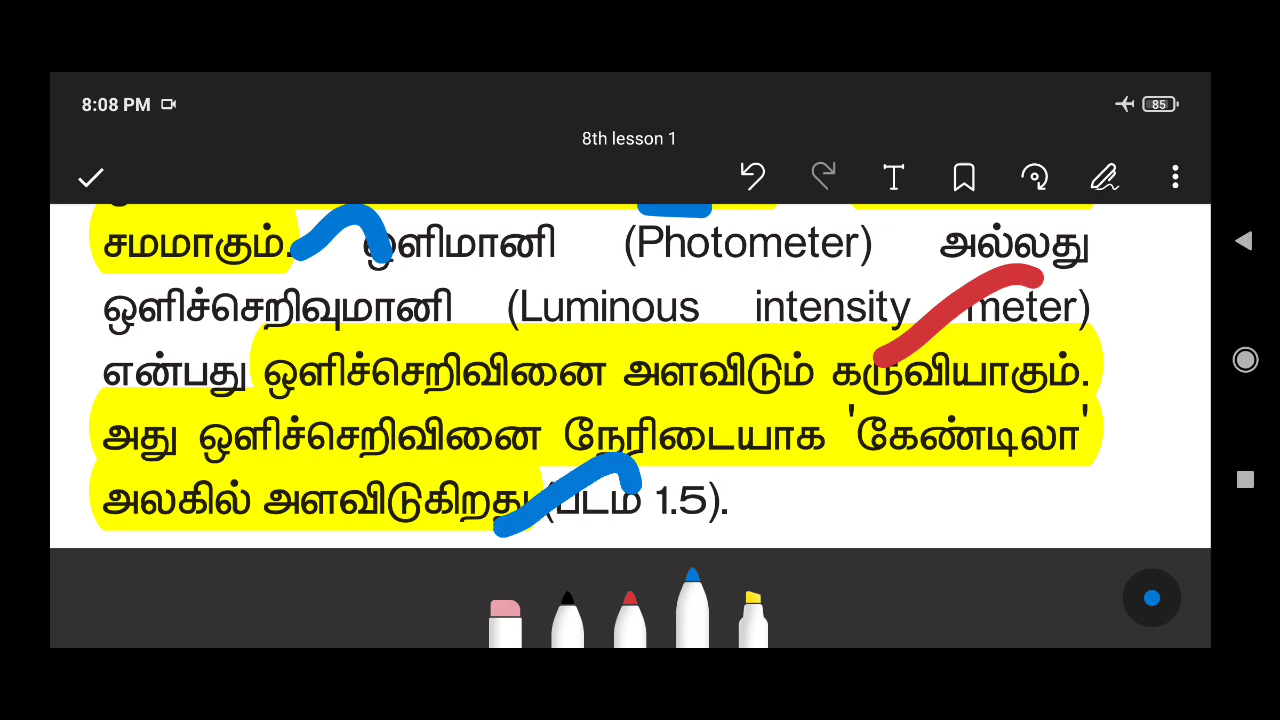 8:08 PM
85
8th lesson 1
சமமாகும். ஒளிமானி (Photometer) அல்லது
ஒளிச்செறிவுமானி (Luminous intensity meter)
என்பது ஒளிச்செறிவினை அளவிடும் கருவியாகும்.
அது ஒளிச்செறிவினை நேரிடையாக 'கேண்டிலா'
அலகில் அளவிடுகிறது (படம் 1.5).